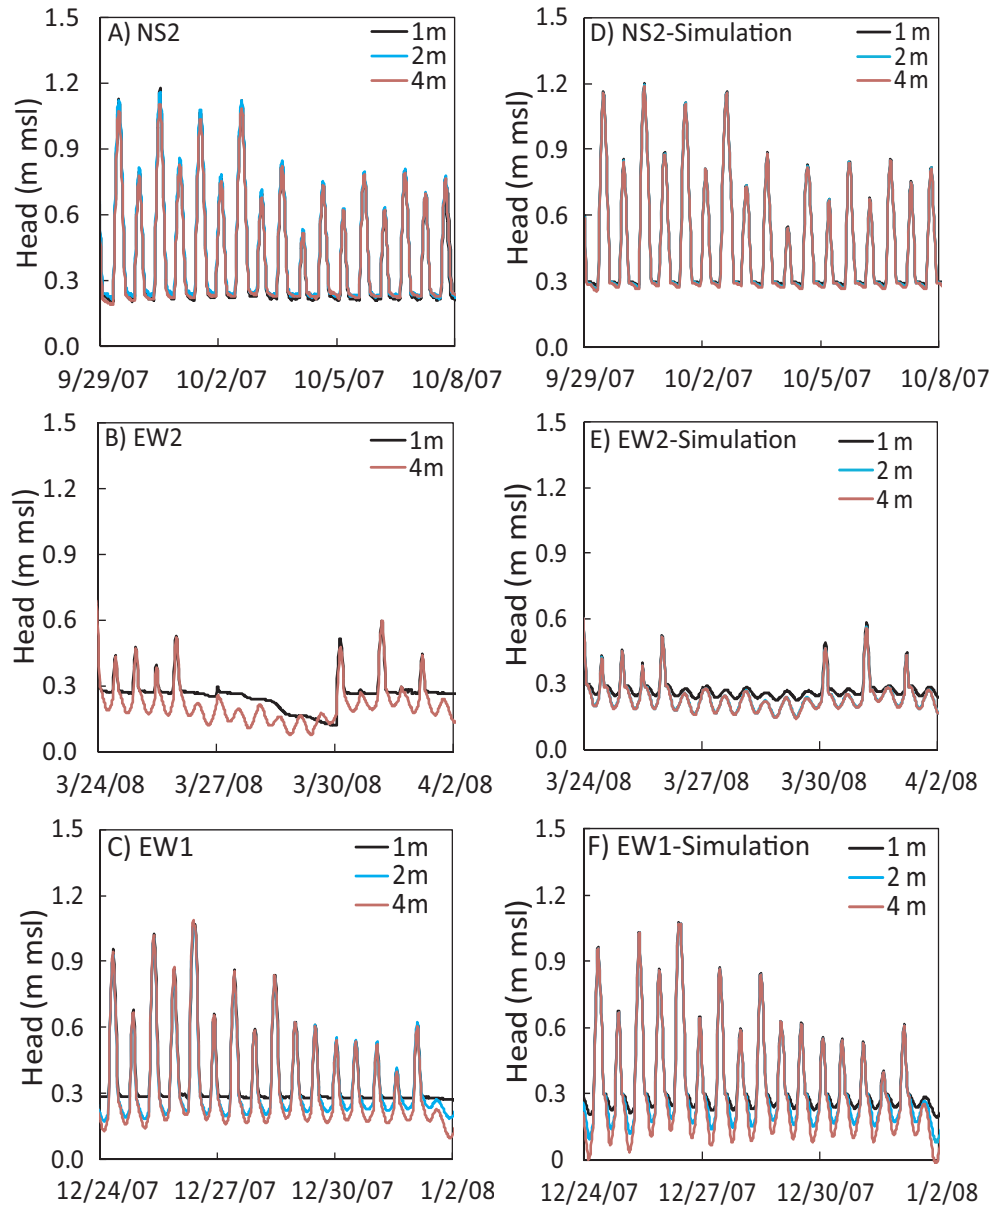 A) NS2
1m
2m
4m
Head (m msl)
1.5
1.2
0.9
0.6
0.3
0.0
9/29/07 10/2/07 10/5/07 10/8/07
D) NS2-Simulation
1 m
2 m
4 m
Head (m msl)
1.5
1.2
0.9
0.6
0.3
0.0
9/29/07 10/2/07 10/5/07 10/8/07
B) EW2
1m
4m
Head (m msl)
1.5
1.2
0.9
0.6
0.3
0.0
3/24/08 3/27/08 3/30/08 4/2/08
E) EW2-Simulation
1 m
2 m
4 m
Head (m msl)
1.5
1.2
0.9
0.6
0.3
0.0
3/24/08 3/27/08 3/30/08 4/2/08
C) EW1
1m
2m
4m
Head (m msl)
1.5
1.2
0.9
0.6
0.3
0.0
12/24/07 12/27/07 12/30/07 1/2/08
F) EW1-Simulation
1 m
2 m
4 m
Head (m msl)
1.5
1.2
0.9
0.6
0.3
0
12/24/07 12/27/07 12/30/07 1/2/08